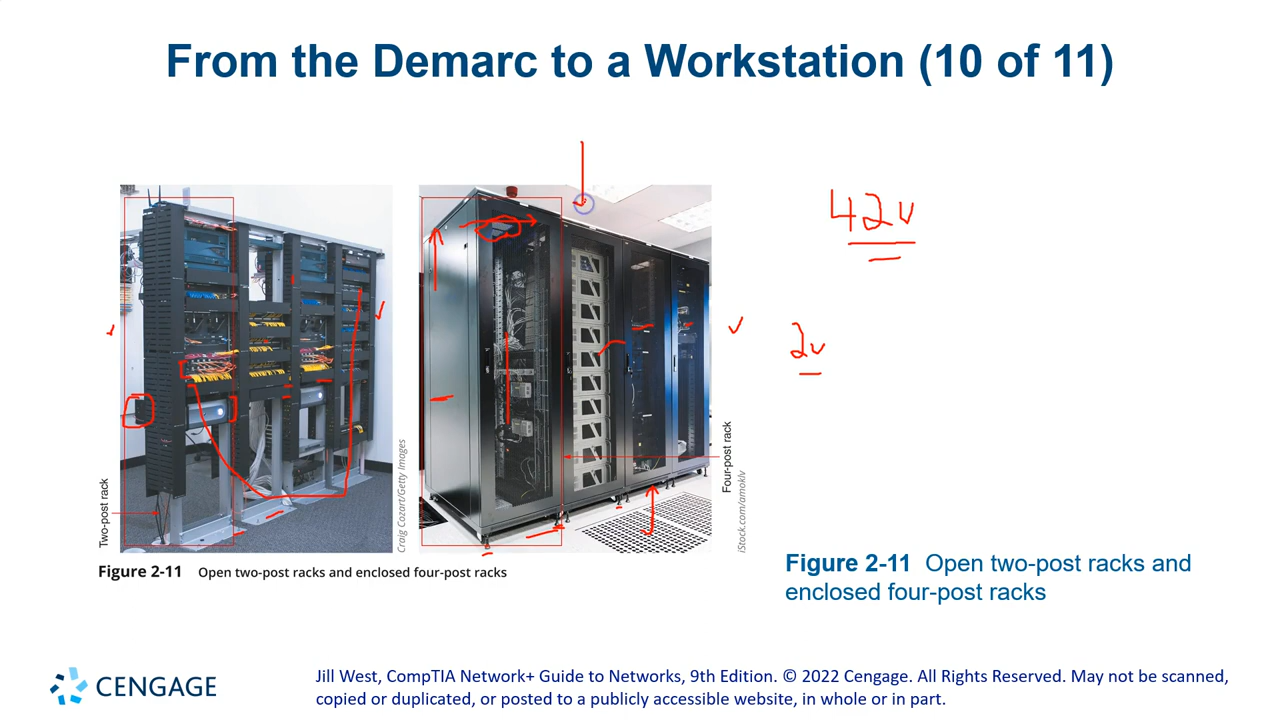 From the Demarc to a Workstation (10 of 11)
42U
2U
Two-post rack
Craig Cozart/Getty Images
Four-post rack
iStock.com/amoklv
Figure 2-11 Open two-post racks and enclosed four-post racks
Figure 2-11 Open two-post racks and
enclosed four-post racks
CENGAGE
Jill West, CompTIA Network+ Guide to Networks, 9th Edition. © 2022 Cengage. All Rights Reserved. May not be scanned,
copied or duplicated, or posted to a publicly accessible website, in whole or in part.